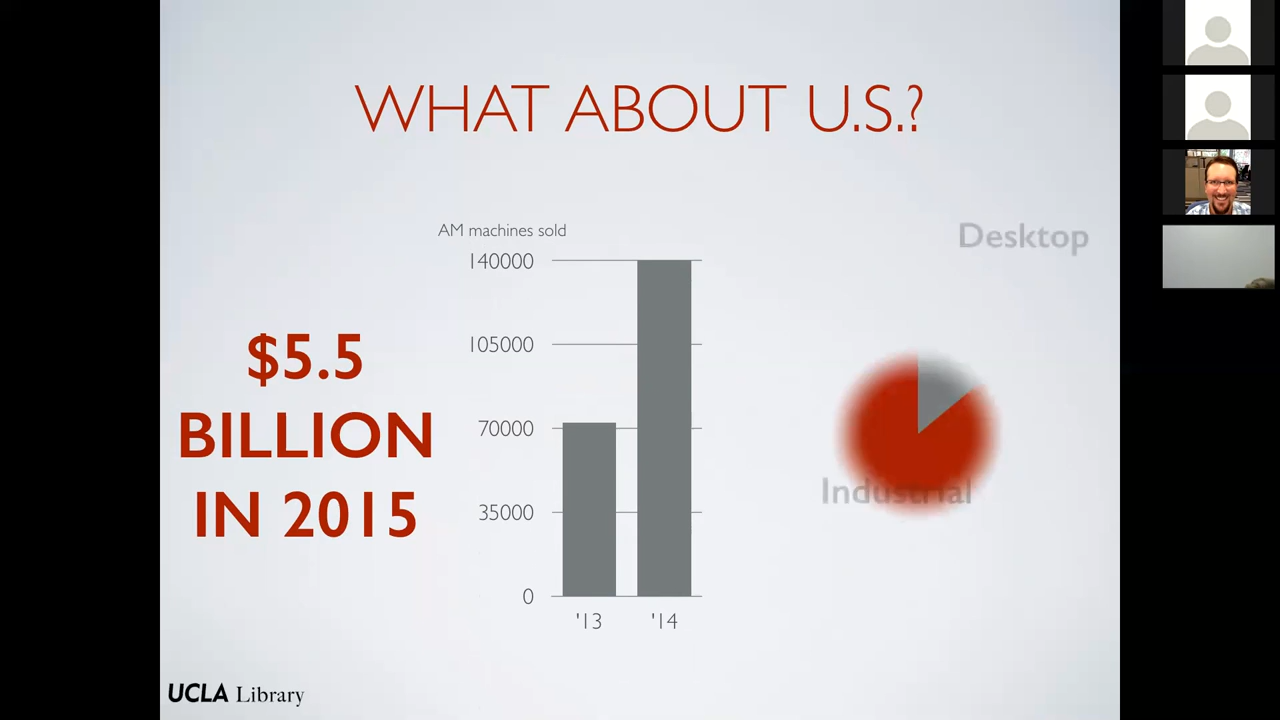 WHAT ABOUT U.S.?
$5.5
BILLION
IN 2015
AM machines sold
140000
105000
70000
35000
0
'13
'14
Desktop
Industrial
UCLA Library